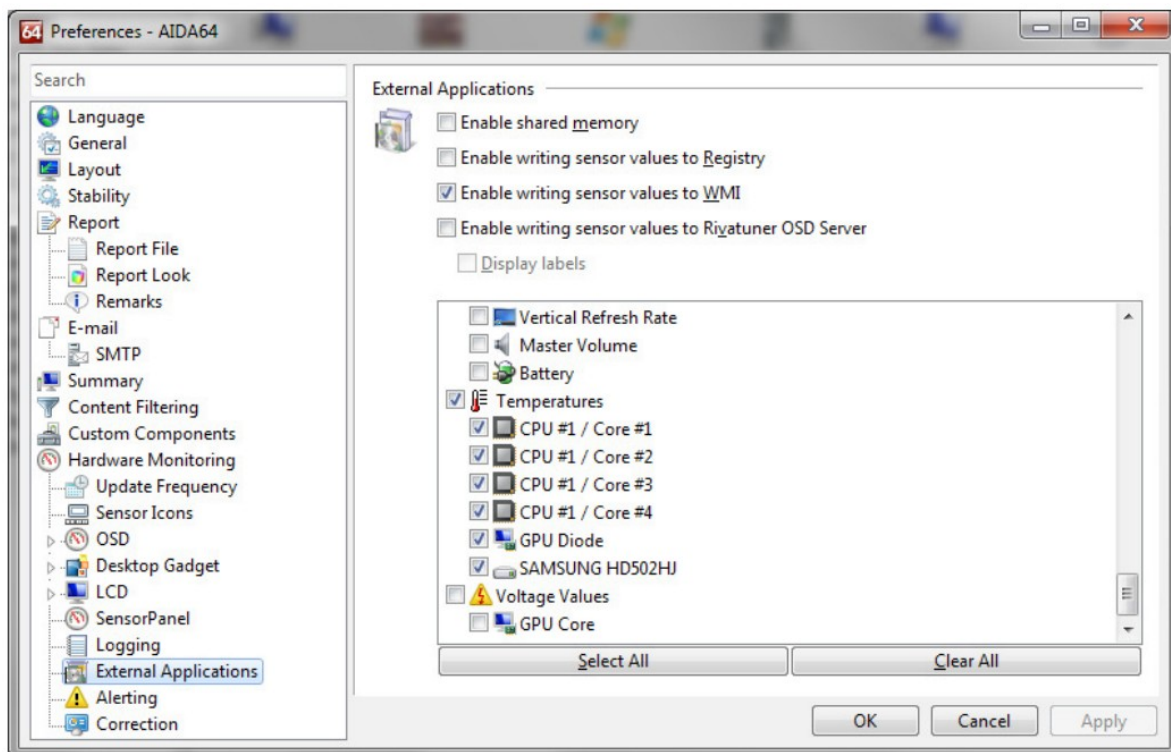 64 Preferences - AIDA64
Search
Language
General
Layout
Stability
Report
Report File
Report Look
Remarks
E-mail
SMTP
Summary
Content Filtering
Custom Components
Hardware Monitoring
Update Frequency
Sensor Icons
OSD
Desktop Gadget
LCD
SensorPanel
Logging
External Applications
Alerting
Correction
External Applications
Enable shared memory
Enable writing sensor values to Registry
Enable writing sensor values to WMI
Enable writing sensor values to Rivatuner OSD Server
Display labels
Vertical Refresh Rate
Master Volume
Battery
Temperatures
CPU #1 / Core #1
CPU #1 / Core #2
CPU #1 / Core #3
CPU #1 / Core #4
GPU Diode
SAMSUNG HD502HJ
Voltage Values
GPU Core
Select All Clear All
OK Cancel Apply